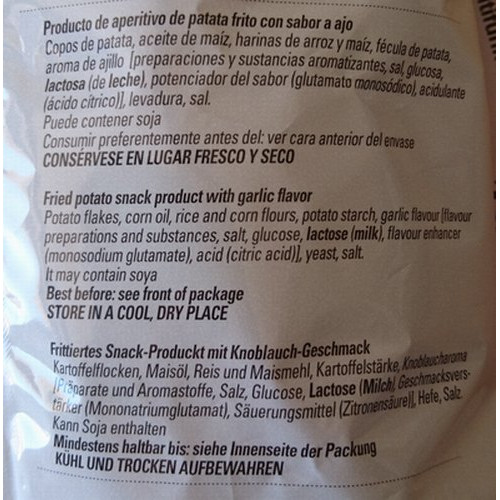 Producto de aperitivo de patata frito con sabor a ajo
Copos de patata, aceite de maíz, harinas de arroz y maíz, fécula de patata,
aroma de ajillo [preparaciones y sustancias aromatizantes, sal, glucosa,
lactosa (de leche), potenciador del sabor (glutamato monosódico), acidulante
(ácido cítrico)], levadura, sal.
Puede contener soja
Consumir preferentemente antes del: ver cara anterior del envase
CONSÉRVESE EN LUGAR FRESCO Y SECO
Fried potato snack product with garlic flavor
Potato flakes, corn oil, rice and corn flours, potato starch, garlic flavour [flavour
preparations and substances, salt, glucose, lactose (milk), flavour enhancer
(monosodium glutamate), acid (citric acid)], yeast, salt.
It may contain soya
Best before: see front of package
STORE IN A COOL, DRY PLACE
Frittiertes Snack-Produckt mit Knoblauch-Geschmack
Kartoffelflocken, Maisöl, Reis und Maismehl, Kartoffelstärke, Knoblaucharoma
[Präparate und Aromastoffe, Salz, Glucose, Lactose (Milch), Geschmacksvers-
tärker (Mononatriumglutamat), Säuerungsmittel (Zitronensäure)], Hefe, Salz.
Kann Soja enthalten
Mindestens haltbar bis: siehe Innenseite der Packung
KÜHL UND TROCKEN AUFBEWAHREN